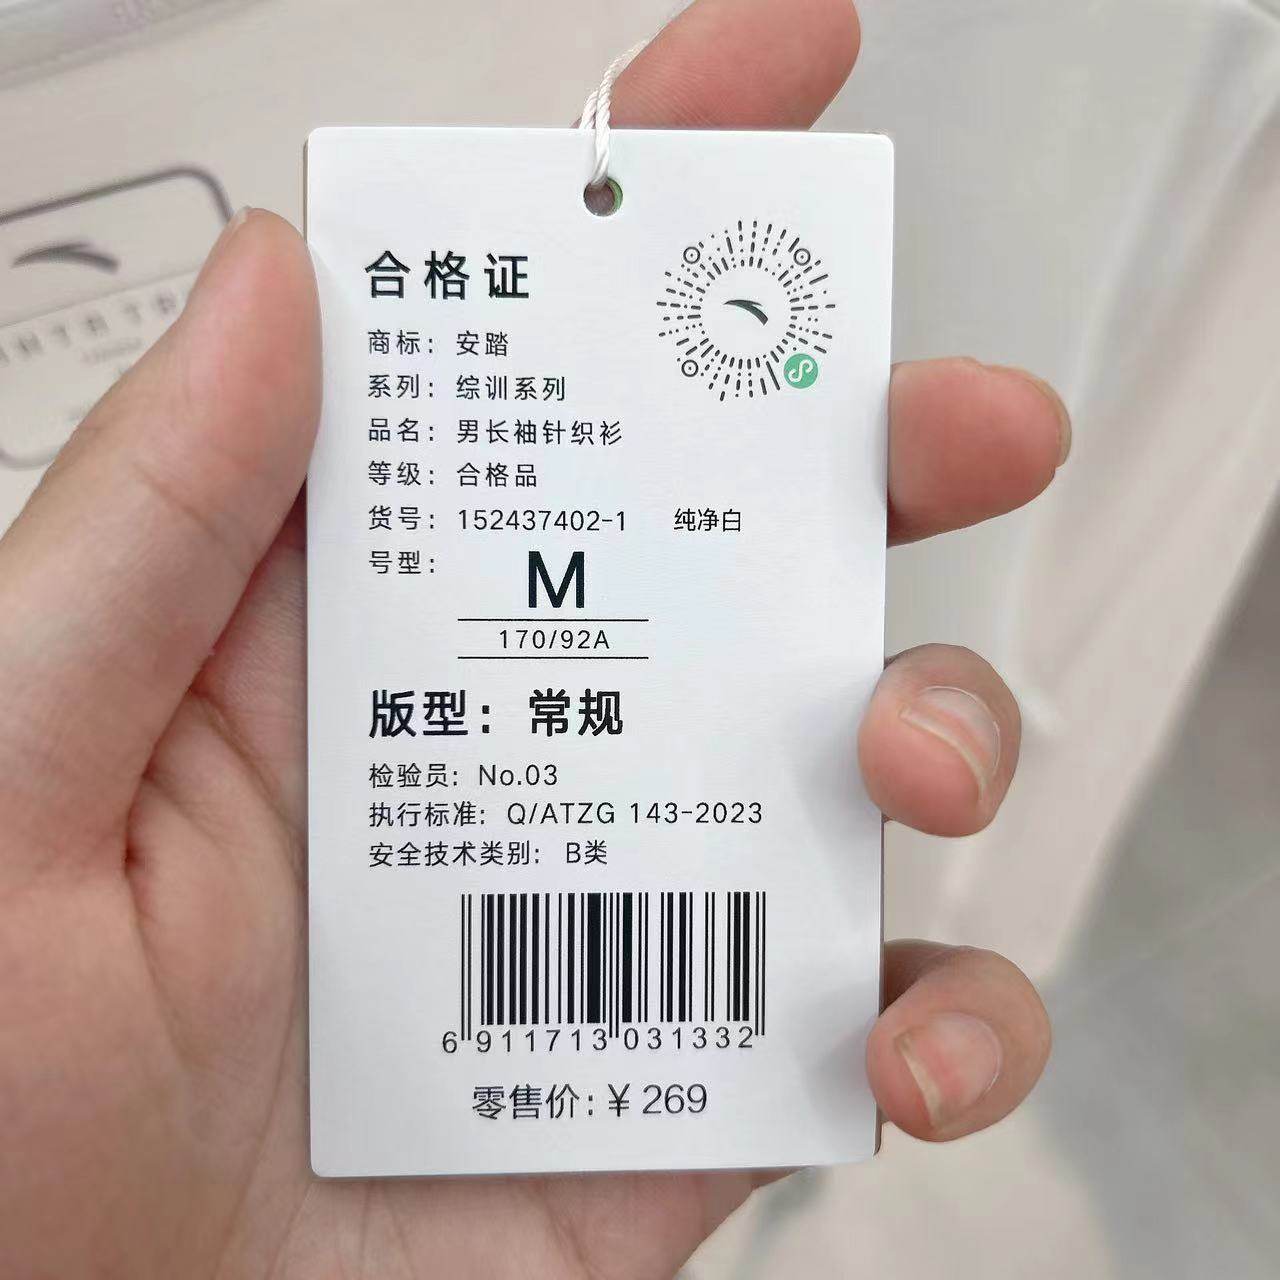 合格证
商标: 安踏
系列: 综训系列
品名: 男长袖针织衫
等级: 合格品
货号: 152437402-1 纯净白
号型: M
170/92A
版型: 常规
检验员: No.03
执行标准: Q/ATZG 143-2023
安全技术类别: B类
6 911713 031332
零售价: ¥ 269